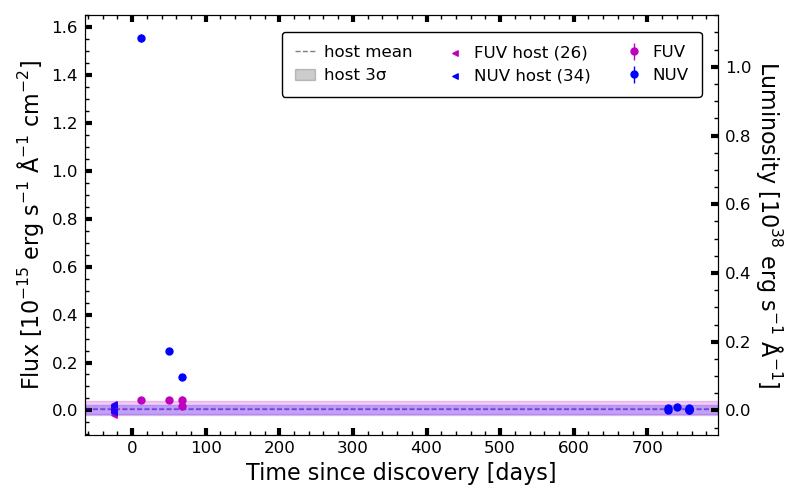 host mean
host 3σ
FUV host (26)
NUV host (34)
FUV
NUV
Flux [10⁻¹⁵ erg s⁻¹ Å⁻¹ cm⁻²]
1.6
1.4
1.2
1.0
0.8
0.6
0.4
0.2
0.0
1.0
0.8
0.6
0.4
0.2
0.0
Luminosity [10³⁸ erg s⁻¹ Å⁻¹]
0 100 200 300 400 500 600 700
Time since discovery [days]